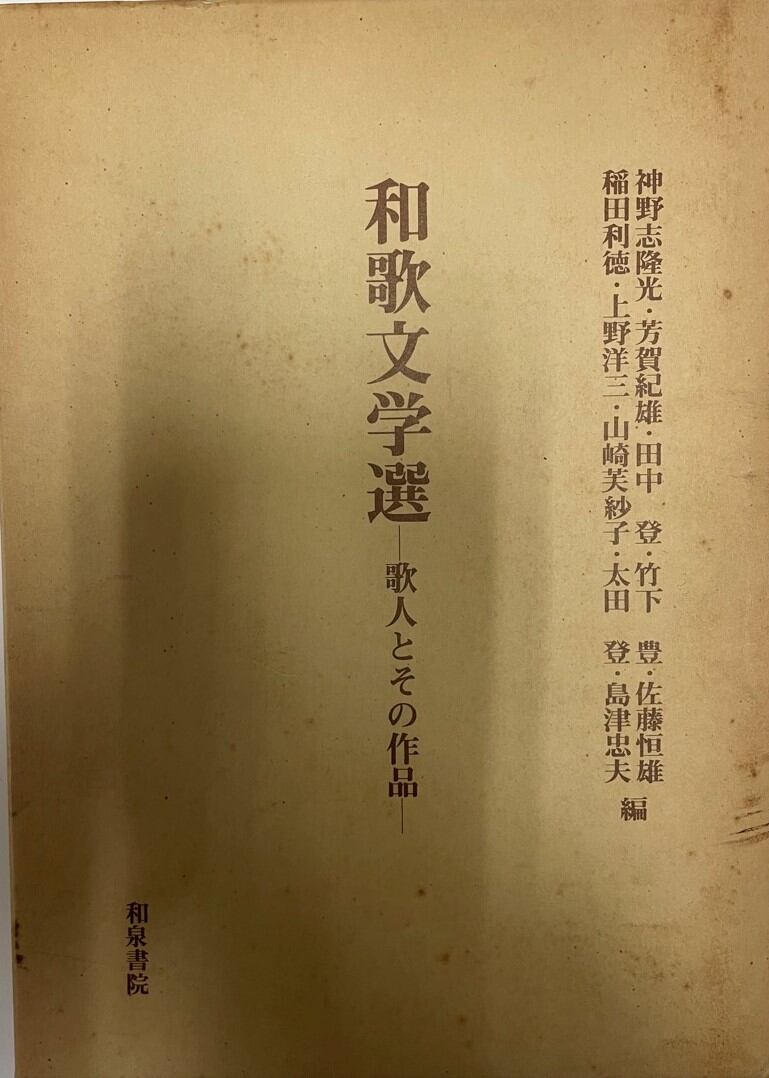 神野志隆光・芳賀紀雄・田中　登・竹下　豊・佐藤恒雄
稲田利徳・上野洋三・山崎芙紗子・太田　登・島津忠夫
編
和歌文学選―歌人とその作品―
和泉書院